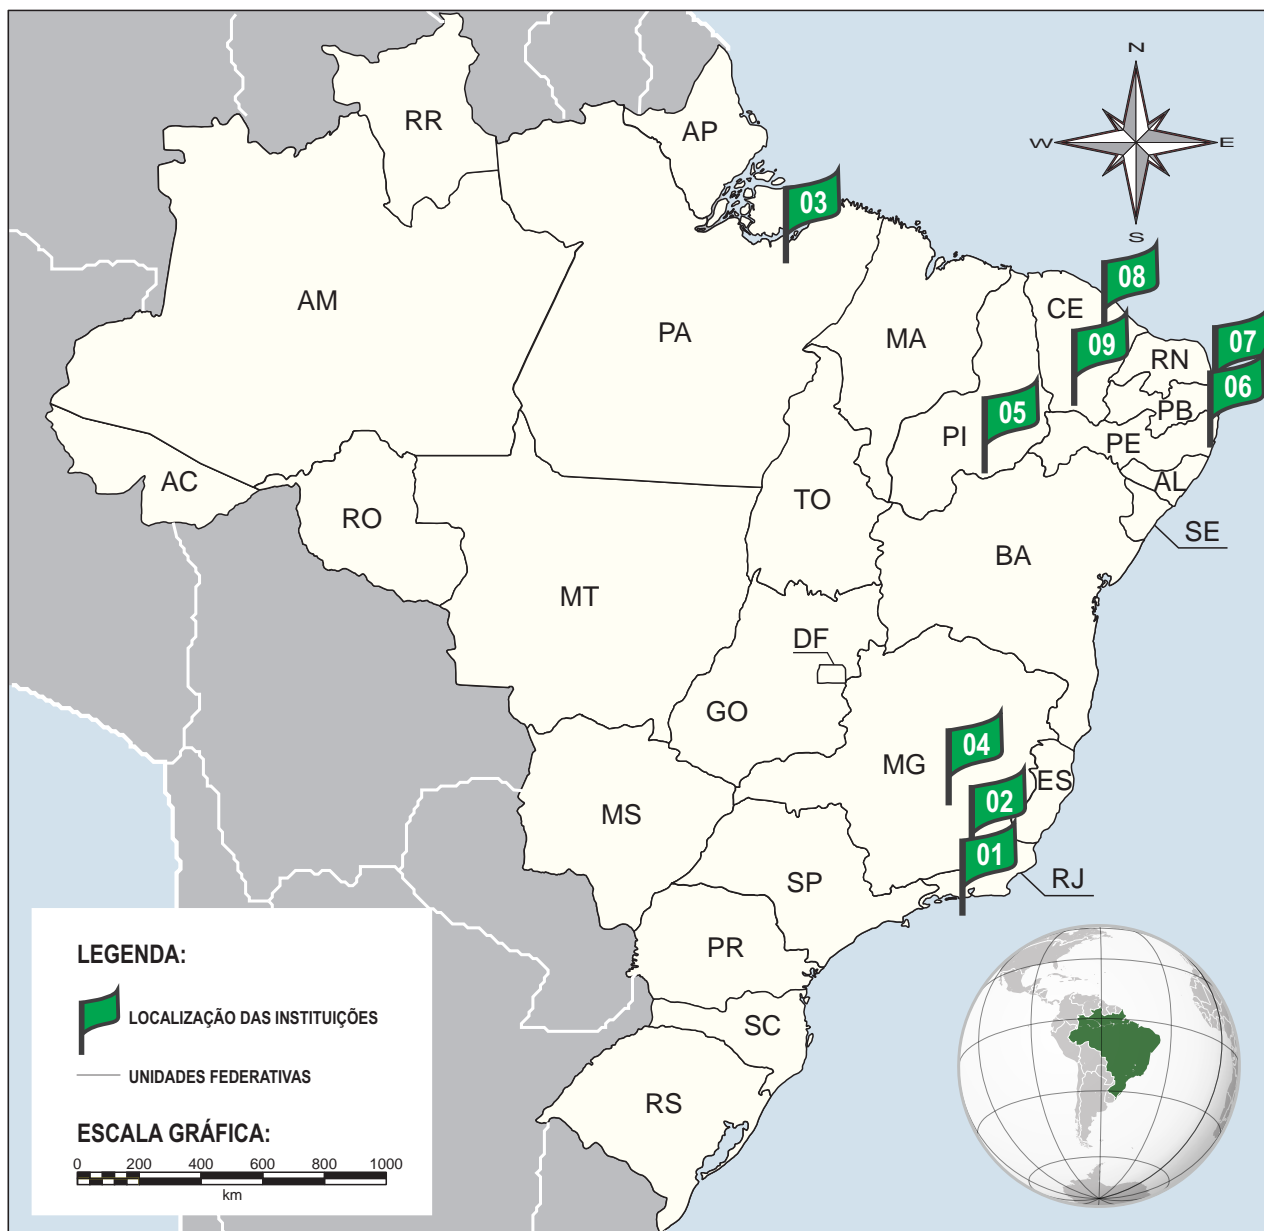 N
W
E
S
RR
AP
03
AM
PA
MA
CE
08
09
RN
07
06
PB
05
PI
PE
AL
SE
AC
RO
TO
BA
MT
DF
GO
MG
04
ES
02
01
RJ
MS
SP
PR
SC
RS
LEGENDA:
LOCALIZAÇÃO DAS INSTITUIÇÕES
UNIDADES FEDERATIVAS
ESCALA GRÁFICA:
0 200 400 600 800 1000
km